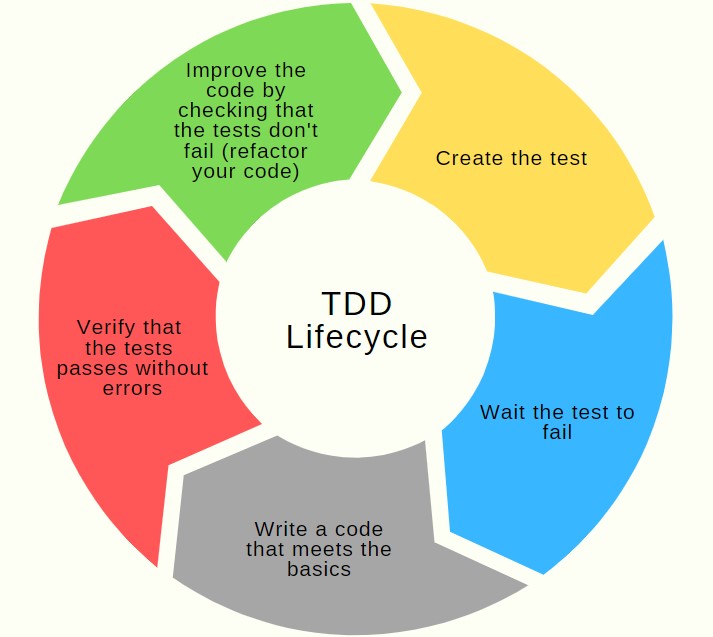 TDD
Lifecycle
Create the test
Wait the test to
fail
Write a code
that meets the
basics
Verify that
the tests
passes without
errors
Improve the
code by
checking that
the tests don't
fail (refactor
your code)